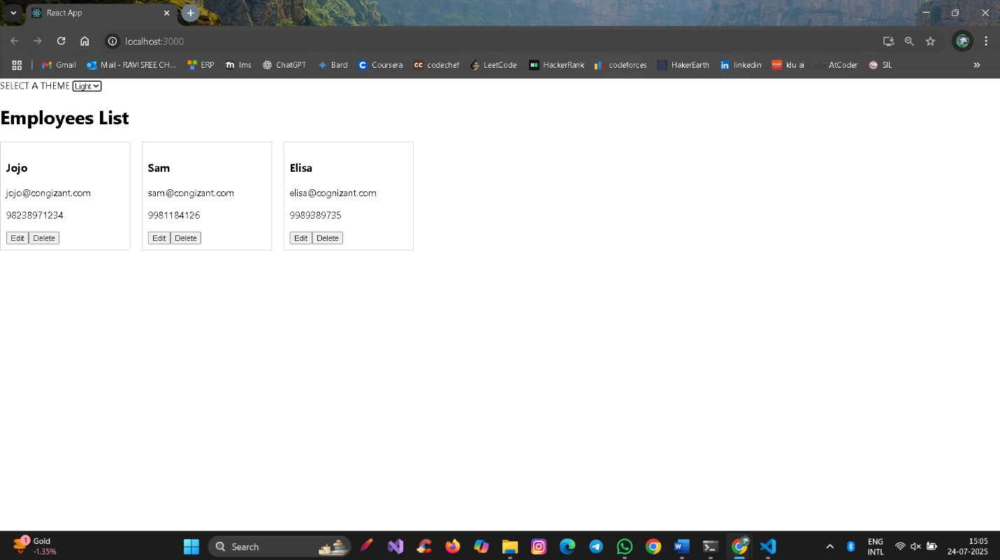 React App
localhost:3000
Gmail Mail - RAVI SREE CH... ERP lms ChatGPT Bard Coursera codechef LeetCode HackerRank codeforces HakerEarth linkedin klu ai AtCoder SIL
SELECT A THEME Light
Employees List
Jojo
jojo@congizant.com
98238971234
Edit Delete
Sam
sam@congizant.com
9981184126
Edit Delete
Elisa
elisa@cognizant.com
9989389735
Edit Delete
1
Gold
-1.35%
Search
ENG
INTL
15:05
24-07-2025